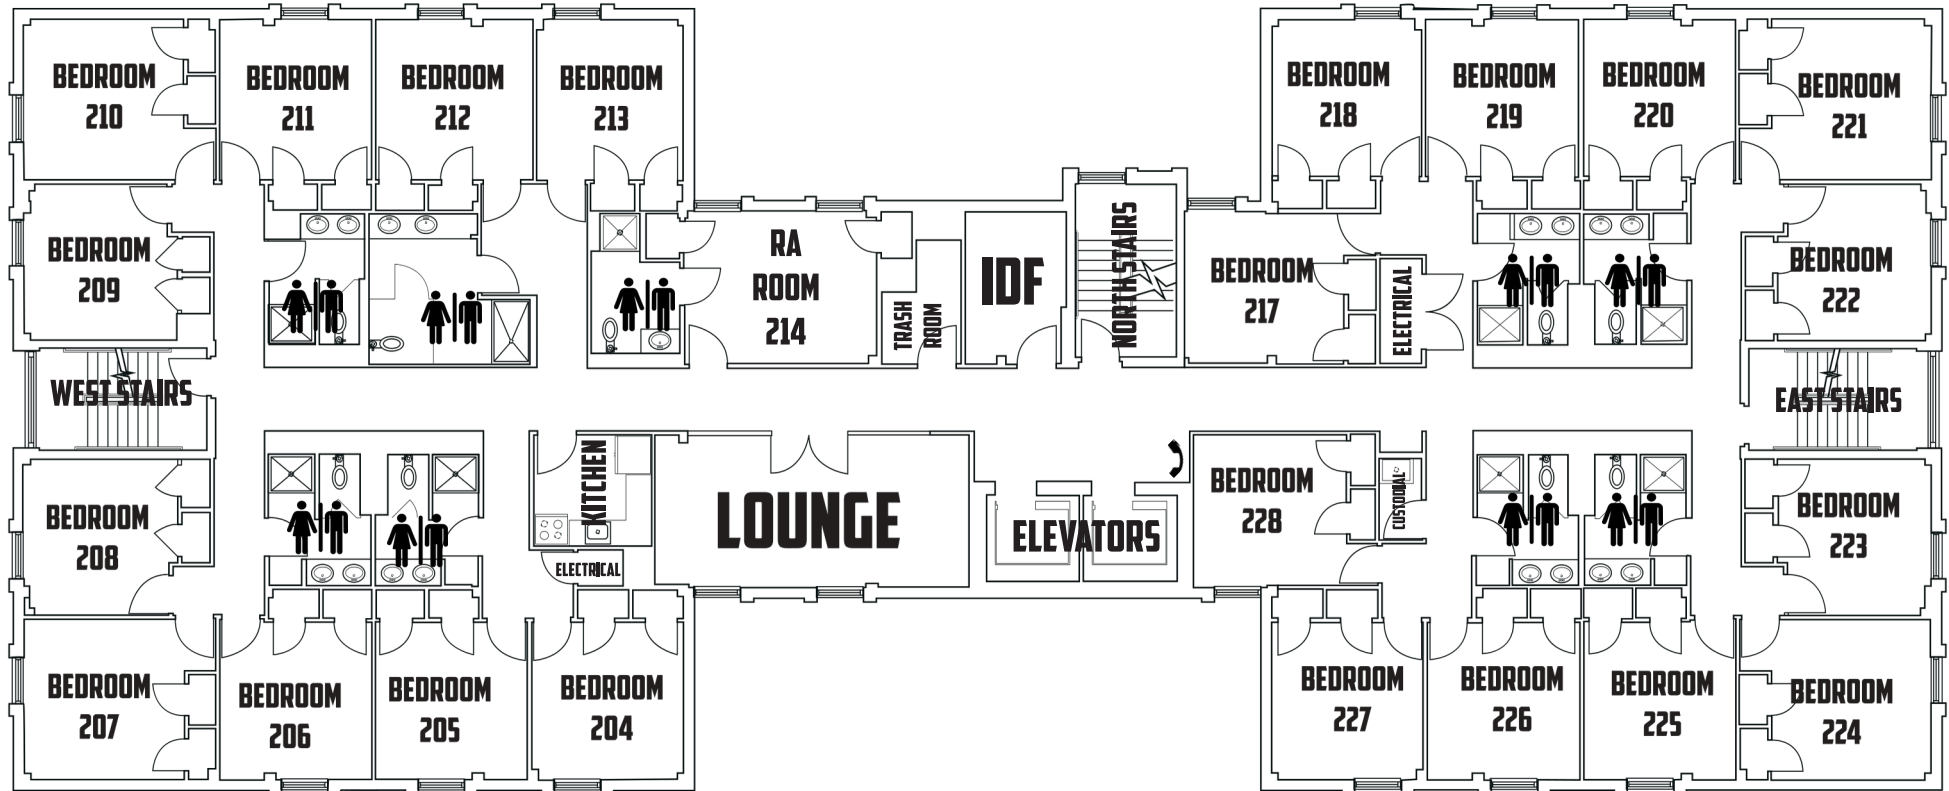 BEDROOM
210
BEDROOM
211
BEDROOM
212
BEDROOM
213
BEDROOM
218
BEDROOM
219
BEDROOM
220
BEDROOM
221
BEDROOM
209
RA
ROOM
214
TRASH
ROOM
IDF
NORTH STAIRS
BEDROOM
217
ELECTRICAL
BEDROOM
222
WEST STAIRS
EAST STAIRS
BEDROOM
208
KITCHEN
ELECTRICAL
LOUNGE
ELEVATORS
BEDROOM
228
CUSTODIAL
BEDROOM
223
BEDROOM
207
BEDROOM
206
BEDROOM
205
BEDROOM
204
BEDROOM
227
BEDROOM
226
BEDROOM
225
BEDROOM
224